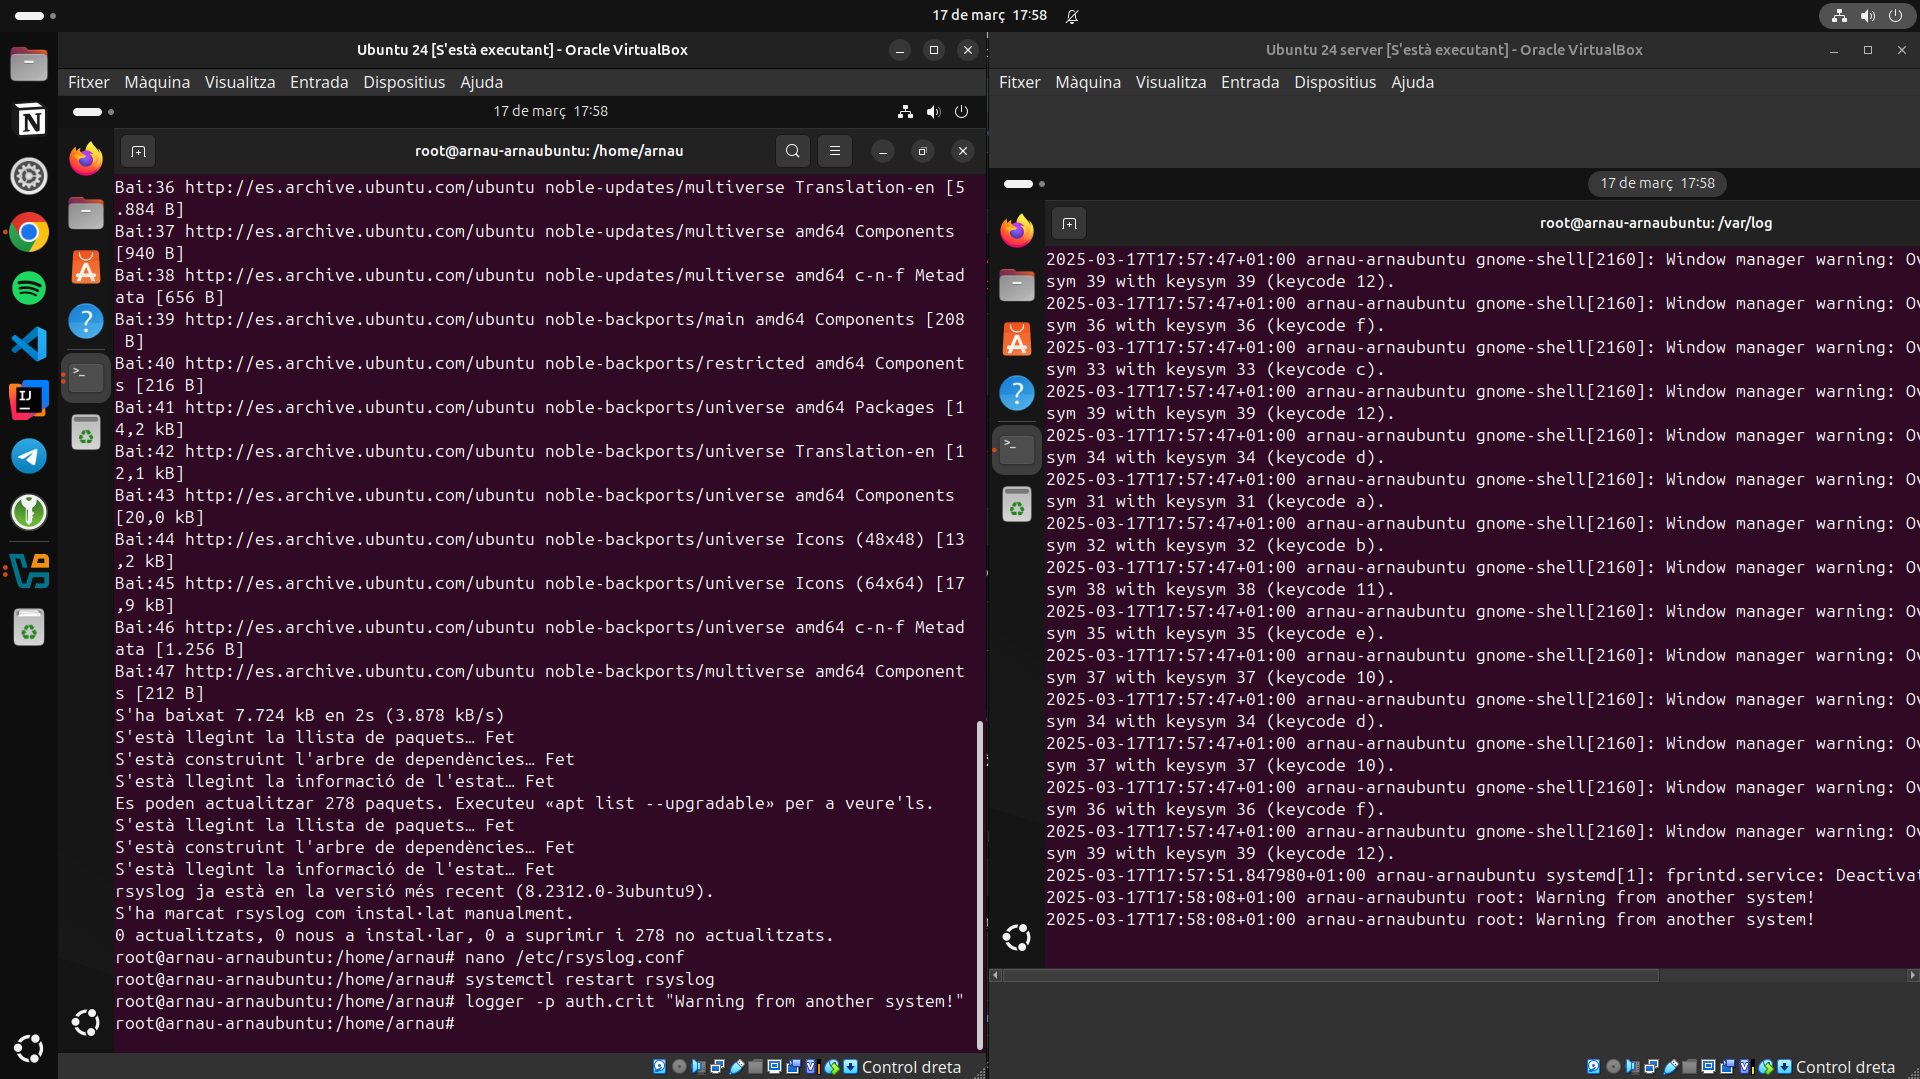 17 de març 17:58
Ubuntu 24 [S'està executant] - Oracle VirtualBox
Fitxer Màquina Visualitza Entrada Dispositius Ajuda
17 de març 17:58
root@arnau-arnaubuntu: /home/arnau
Bai:36 http://es.archive.ubuntu.com/ubuntu noble-updates/multiverse Translation-en [5
.884 B]
Bai:37 http://es.archive.ubuntu.com/ubuntu noble-updates/multiverse amd64 Components
[940 B]
Bai:38 http://es.archive.ubuntu.com/ubuntu noble-updates/multiverse amd64 c-n-f Metad
ata [656 B]
Bai:39 http://es.archive.ubuntu.com/ubuntu noble-backports/main amd64 Components [208
 B]
Bai:40 http://es.archive.ubuntu.com/ubuntu noble-backports/restricted amd64 Component
s [216 B]
Bai:41 http://es.archive.ubuntu.com/ubuntu noble-backports/universe amd64 Packages [1
4,2 kB]
Bai:42 http://es.archive.ubuntu.com/ubuntu noble-backports/universe Translation-en [1
2,1 kB]
Bai:43 http://es.archive.ubuntu.com/ubuntu noble-backports/universe amd64 Components
[20,0 kB]
Bai:44 http://es.archive.ubuntu.com/ubuntu noble-backports/universe Icons (48x48) [13
,2 kB]
Bai:45 http://es.archive.ubuntu.com/ubuntu noble-backports/universe Icons (64x64) [17
,9 kB]
Bai:46 http://es.archive.ubuntu.com/ubuntu noble-backports/universe amd64 c-n-f Metad
ata [1.256 B]
Bai:47 http://es.archive.ubuntu.com/ubuntu noble-backports/multiverse amd64 Component
s [212 B]
S'ha baixat 7.724 kB en 2s (3.878 kB/s)
S'està llegint la llista de paquets… Fet
S'està construint l'arbre de dependències… Fet
S'està llegint la informació de l'estat… Fet
Es poden actualitzar 278 paquets. Executeu «apt list --upgradable» per a veure'ls.
S'està llegint la llista de paquets… Fet
S'està construint l'arbre de dependències… Fet
S'està llegint la informació de l'estat… Fet
rsyslog ja està en la versió més recent (8.2312.0-3ubuntu9).
S'ha marcat rsyslog com instal·lat manualment.
0 actualitzats, 0 nous a instal·lar, 0 a suprimir i 278 no actualitzats.
root@arnau-arnaubuntu:/home/arnau# nano /etc/rsyslog.conf
root@arnau-arnaubuntu:/home/arnau# systemctl restart rsyslog
root@arnau-arnaubuntu:/home/arnau# logger -p auth.crit "Warning from another system!"
root@arnau-arnaubuntu:/home/arnau#
Control dreta
Ubuntu 24 server [S'està executant] - Oracle VirtualBox
Fitxer Màquina Visualitza Entrada Dispositius Ajuda
17 de març 17:58
root@arnau-arnaubuntu: /var/log
2025-03-17T17:57:47+01:00 arnau-arnaubuntu gnome-shell[2160]: Window manager warning: Ov
sym 39 with keysym 39 (keycode 12).
2025-03-17T17:57:47+01:00 arnau-arnaubuntu gnome-shell[2160]: Window manager warning: Ov
sym 36 with keysym 36 (keycode f).
2025-03-17T17:57:47+01:00 arnau-arnaubuntu gnome-shell[2160]: Window manager warning: Ov
sym 33 with keysym 33 (keycode c).
2025-03-17T17:57:47+01:00 arnau-arnaubuntu gnome-shell[2160]: Window manager warning: Ov
sym 39 with keysym 39 (keycode 12).
2025-03-17T17:57:47+01:00 arnau-arnaubuntu gnome-shell[2160]: Window manager warning: Ov
sym 34 with keysym 34 (keycode d).
2025-03-17T17:57:47+01:00 arnau-arnaubuntu gnome-shell[2160]: Window manager warning: Ov
sym 31 with keysym 31 (keycode a).
2025-03-17T17:57:47+01:00 arnau-arnaubuntu gnome-shell[2160]: Window manager warning: Ov
sym 32 with keysym 32 (keycode b).
2025-03-17T17:57:47+01:00 arnau-arnaubuntu gnome-shell[2160]: Window manager warning: Ov
sym 38 with keysym 38 (keycode 11).
2025-03-17T17:57:47+01:00 arnau-arnaubuntu gnome-shell[2160]: Window manager warning: Ov
sym 35 with keysym 35 (keycode e).
2025-03-17T17:57:47+01:00 arnau-arnaubuntu gnome-shell[2160]: Window manager warning: Ov
sym 37 with keysym 37 (keycode 10).
2025-03-17T17:57:47+01:00 arnau-arnaubuntu gnome-shell[2160]: Window manager warning: Ov
sym 34 with keysym 34 (keycode d).
2025-03-17T17:57:47+01:00 arnau-arnaubuntu gnome-shell[2160]: Window manager warning: Ov
sym 37 with keysym 37 (keycode 10).
2025-03-17T17:57:47+01:00 arnau-arnaubuntu gnome-shell[2160]: Window manager warning: Ov
sym 36 with keysym 36 (keycode f).
2025-03-17T17:57:47+01:00 arnau-arnaubuntu gnome-shell[2160]: Window manager warning: Ov
sym 39 with keysym 39 (keycode 12).
2025-03-17T17:57:51.847980+01:00 arnau-arnaubuntu systemd[1]: fprintd.service: Deactivat
2025-03-17T17:58:08+01:00 arnau-arnaubuntu root: Warning from another system!
2025-03-17T17:58:08+01:00 arnau-arnaubuntu root: Warning from another system!
Control dreta